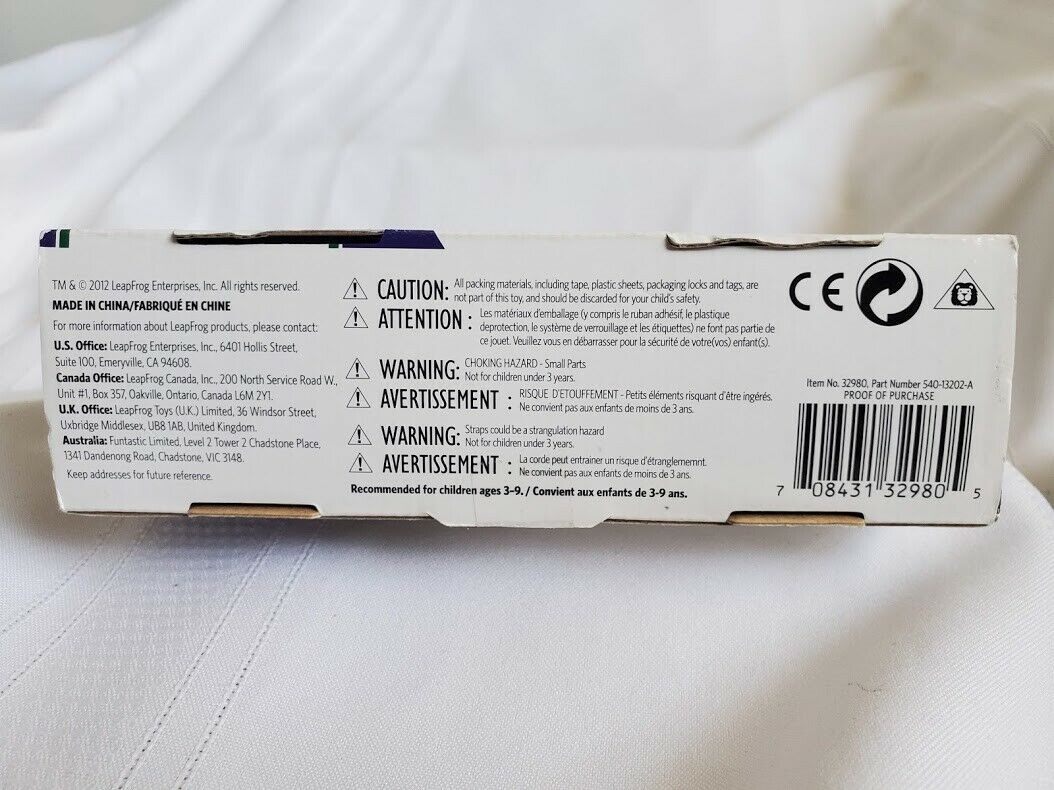 TM & © 2012 LeapFrog Enterprises, Inc. All rights reserved.
MADE IN CHINA/FABRIQUÉ EN CHINE
For more information about LeapFrog products, please contact:
U.S. Office: LeapFrog Enterprises, Inc., 6401 Hollis Street,
Suite 100, Emeryville, CA 94608.
Canada Office: LeapFrog Canada, Inc., 200 North Service Road W.,
Unit #1, Box 357, Oakville, Ontario, Canada L6M 2Y1.
U.K. Office: LeapFrog Toys (U.K.) Limited, 36 Windsor Street,
Uxbridge Middlesex, UB8 1AB, United Kingdom.
Australia: Funtastic Limited, Level 2 Tower 2 Chadstone Place,
1341 Dandenong Road, Chadstone, VIC 3148.
Keep addresses for future reference.
CAUTION: All packing materials, including tape, plastic sheets, packaging locks and tags, are
not part of this toy, and should be discarded for your child's safety.
ATTENTION : Les matériaux d'emballage (y compris le ruban adhésif, le plastique
deprotection, le système de verrouillage et les étiquettes) ne font pas partie de
ce jouet. Veuillez vous en débarrasser pour la sécurité de votre(vos) enfant(s).
WARNING: CHOKING HAZARD - Small Parts
Not for children under 3 years.
AVERTISSEMENT : RISQUE D'ETOUFFEMENT - Petits éléments risquant d'être ingérés.
Ne convient pas aux enfants de moins de 3 ans.
WARNING: Straps could be a strangulation hazard
Not for children under 3 years.
AVERTISSEMENT : La corde peut entrainer un risque d'étranglememnt.
Ne convient pas aux enfants de moins de 3 ans.
Recommended for children ages 3-9. / Convient aux enfants de 3-9 ans.
CE
Item No. 32980, Part Number 540-13202-A
PROOF OF PURCHASE
7 08431 32980 5